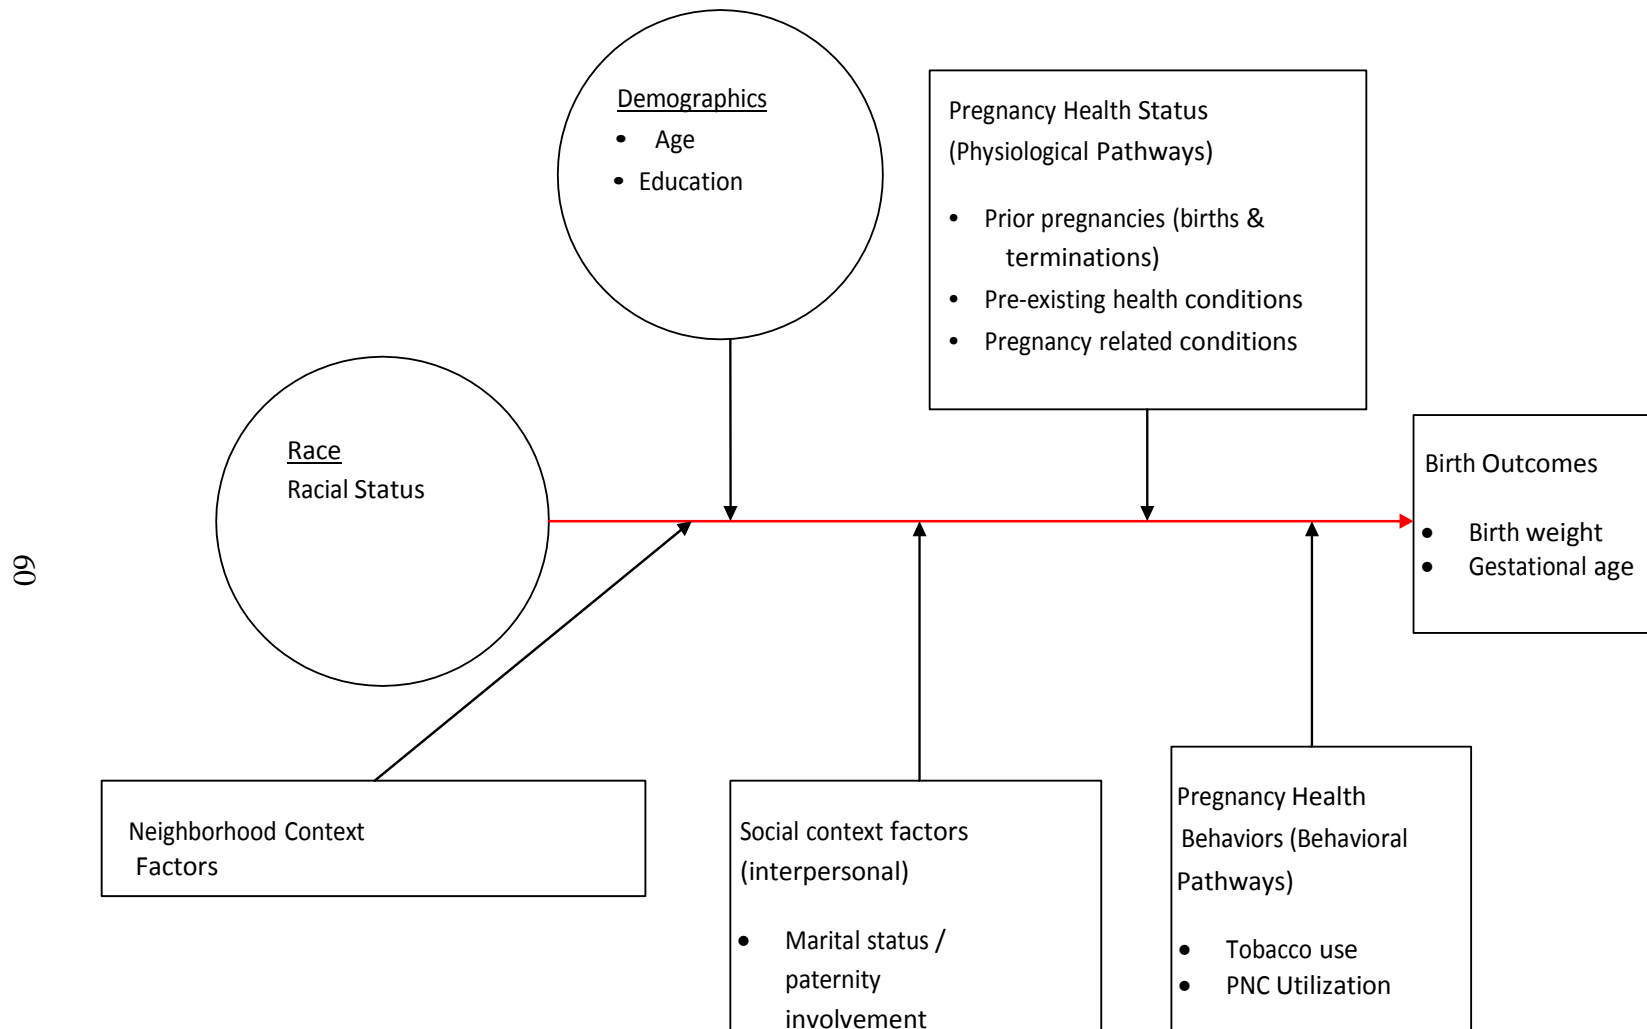 Demographics
• Age
• Education
Pregnancy Health Status
(Physiological Pathways)
• Prior pregnancies (births &
terminations)
• Pre-existing health conditions
• Pregnancy related conditions
Race
Racial Status
Birth Outcomes
• Birth weight
• Gestational age
60
Neighborhood Context
Factors
Social context factors
(interpersonal)
• Marital status /
paternity
involvement
Pregnancy Health
Behaviors (Behavioral
Pathways)
• Tobacco use
• PNC Utilization